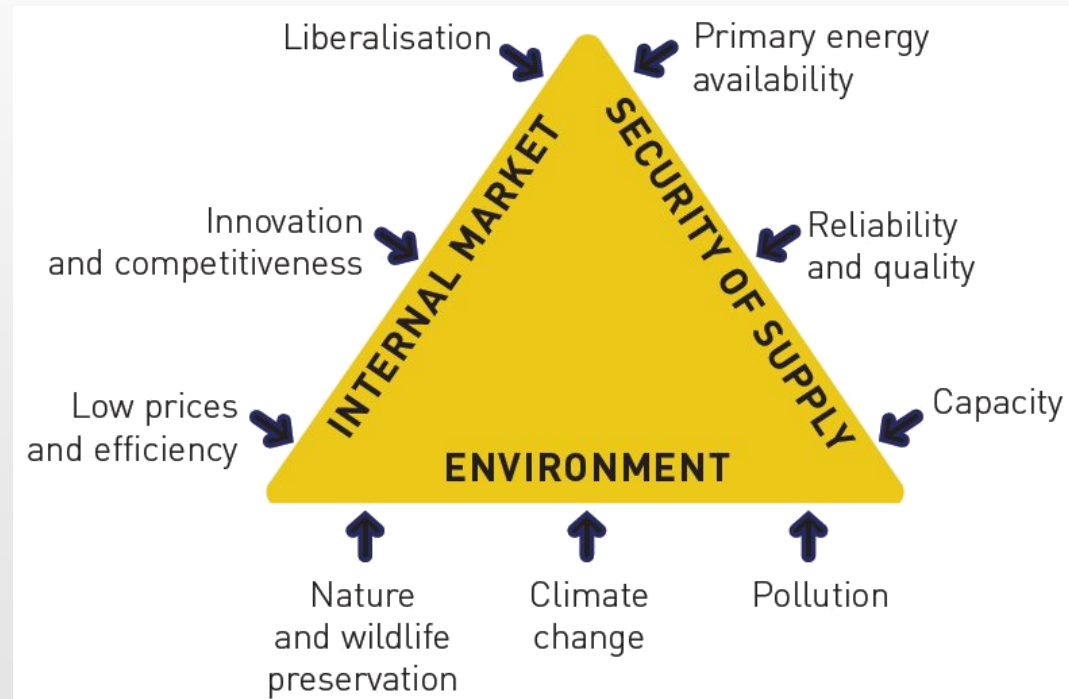 Liberalisation
Primary energy
availability
INTERNAL MARKET
SECURITY OF SUPPLY
Innovation
and competitiveness
Reliability
and quality
Low prices
and efficiency
Capacity
ENVIRONMENT
Nature
and wildlife
preservation
Climate
change
Pollution